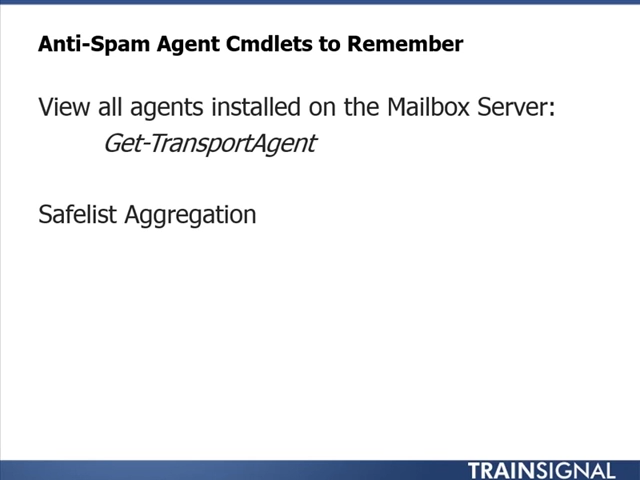 Anti-Spam Agent Cmdlets to Remember
View all agents installed on the Mailbox Server:
Get-TransportAgent
Safelist Aggregation
TRAINSIGNAL